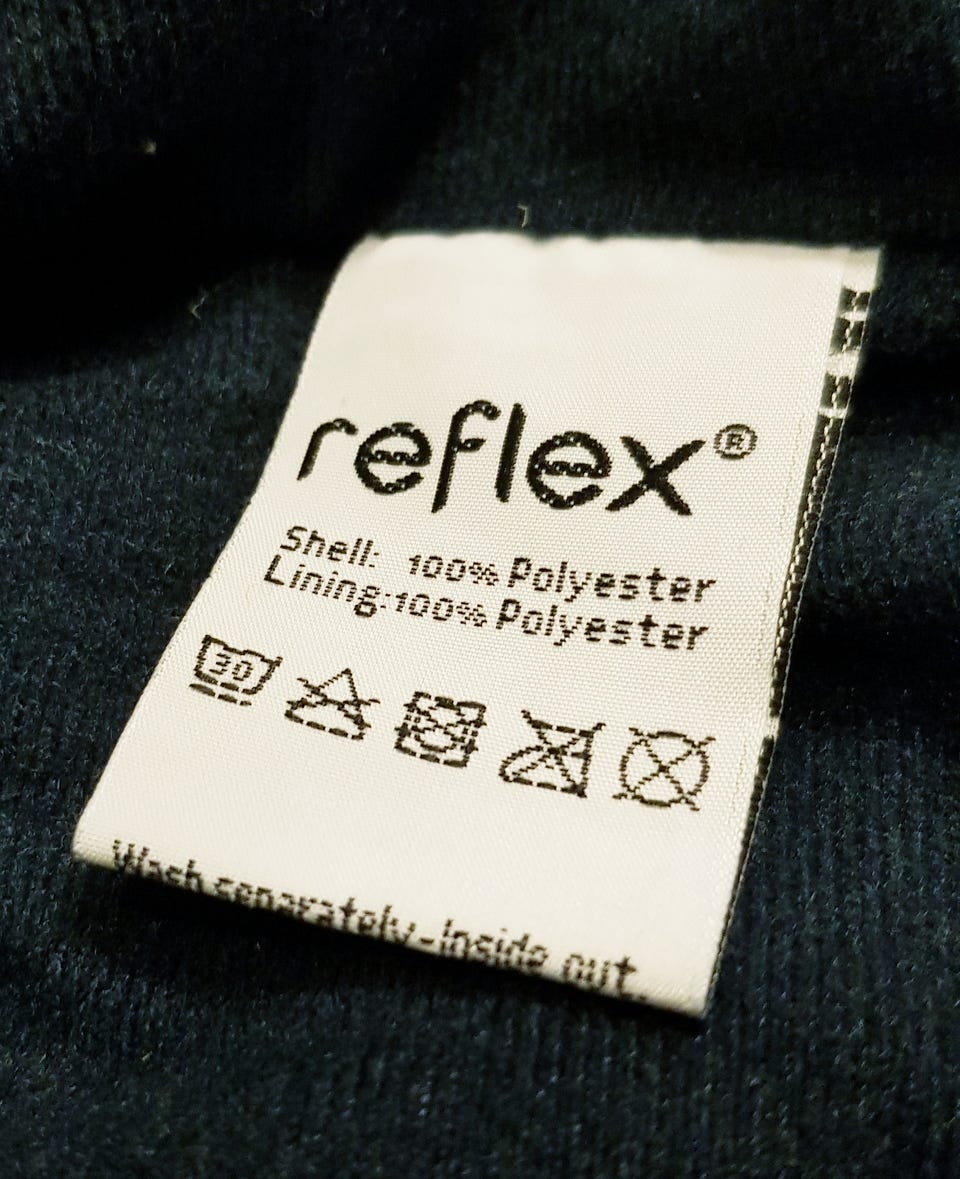 reflex®
Shell: 100% Polyester
Lining:100% Polyester
30
Wash separately-Inside out.